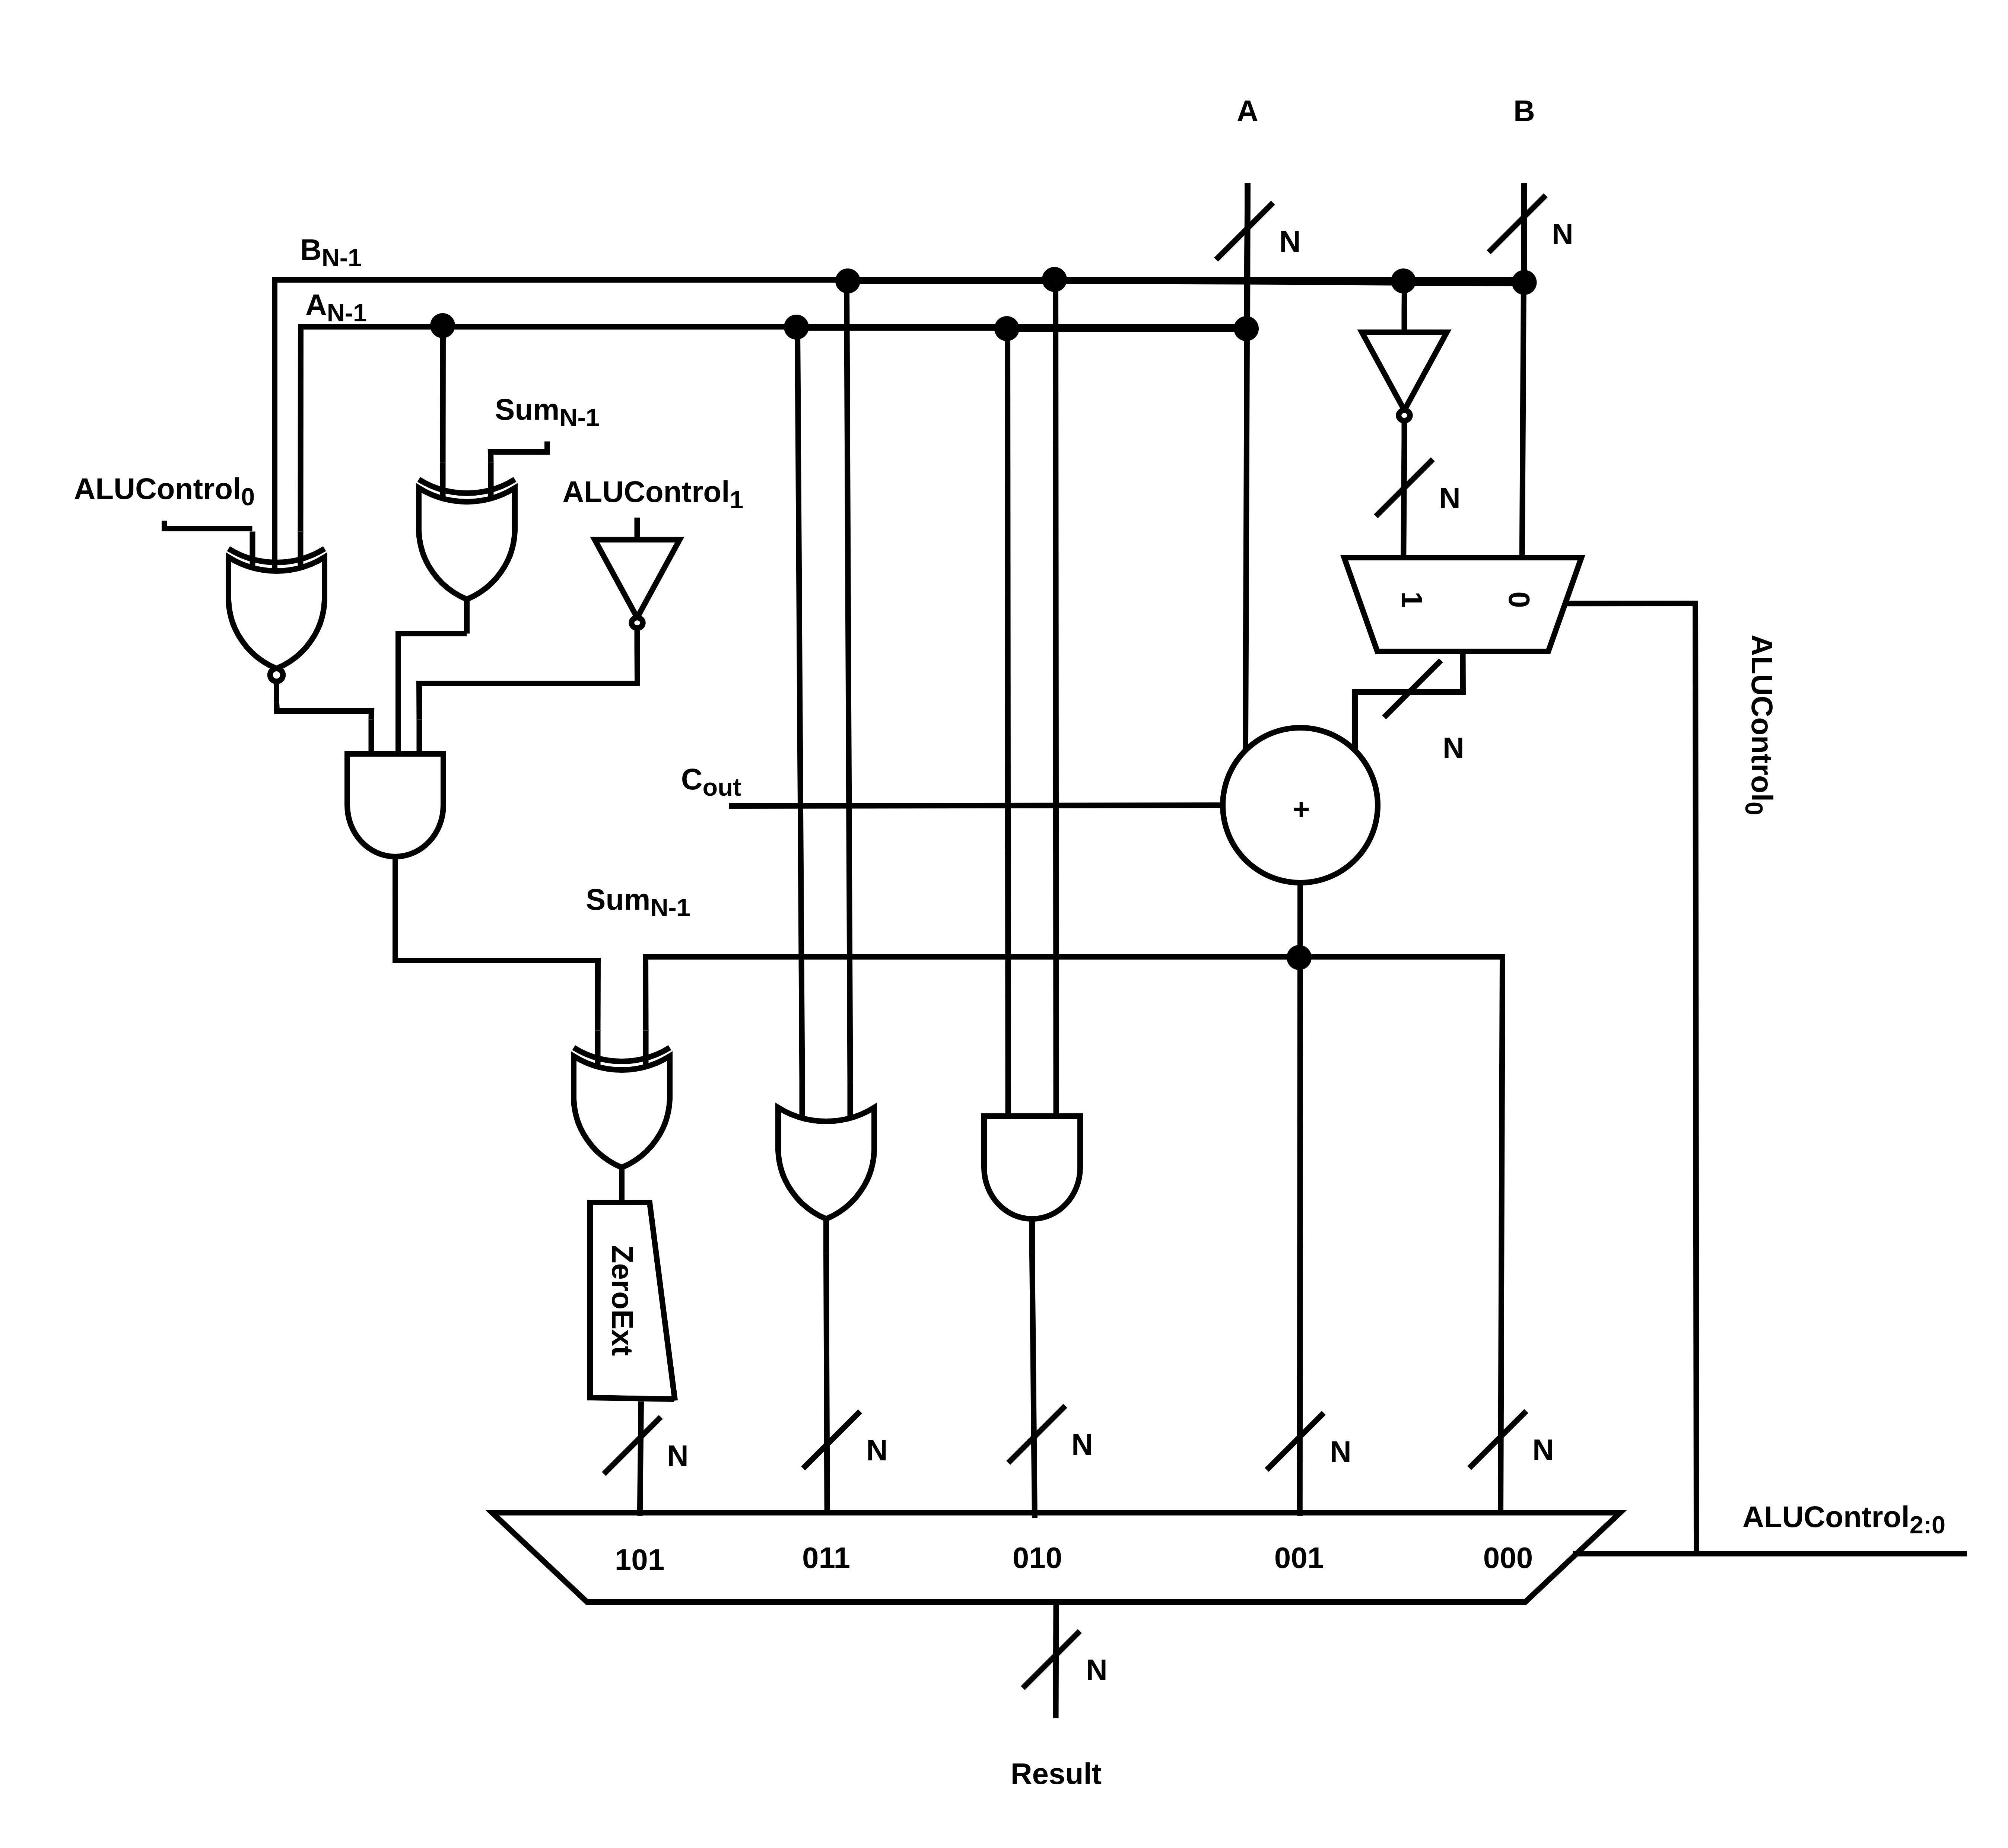 A
B
N
N
B_{N-1}
A_{N-1}
Sum_{N-1}
ALUControl_0
ALUControl_1
N
1
0
ALUControl_0
N
C_{out}
+
Sum_{N-1}
ZeroExt
N
N
N
N
N
ALUControl_{2:0}
101
011
010
001
000
N
Result